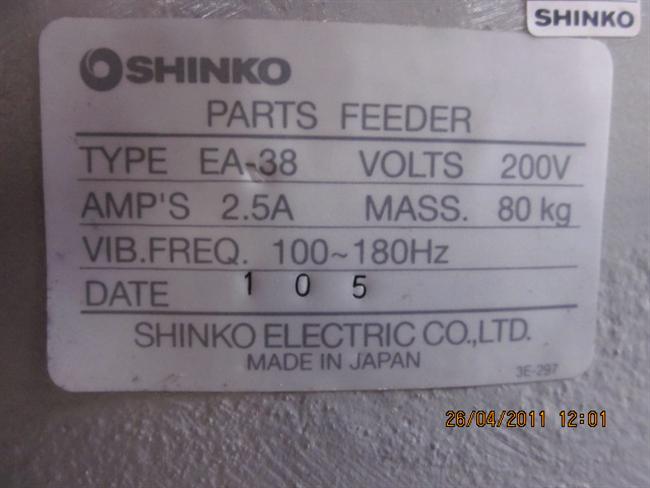 SHINKO
SHINKO
PARTS FEEDER
TYPE EA-38 VOLTS 200V
AMP'S 2.5A MASS. 80 kg
VIB.FREQ. 100~180Hz
DATE 1 0 5
SHINKO ELECTRIC CO.,LTD.
MADE IN JAPAN
3E-297
26/04/2011 12:01